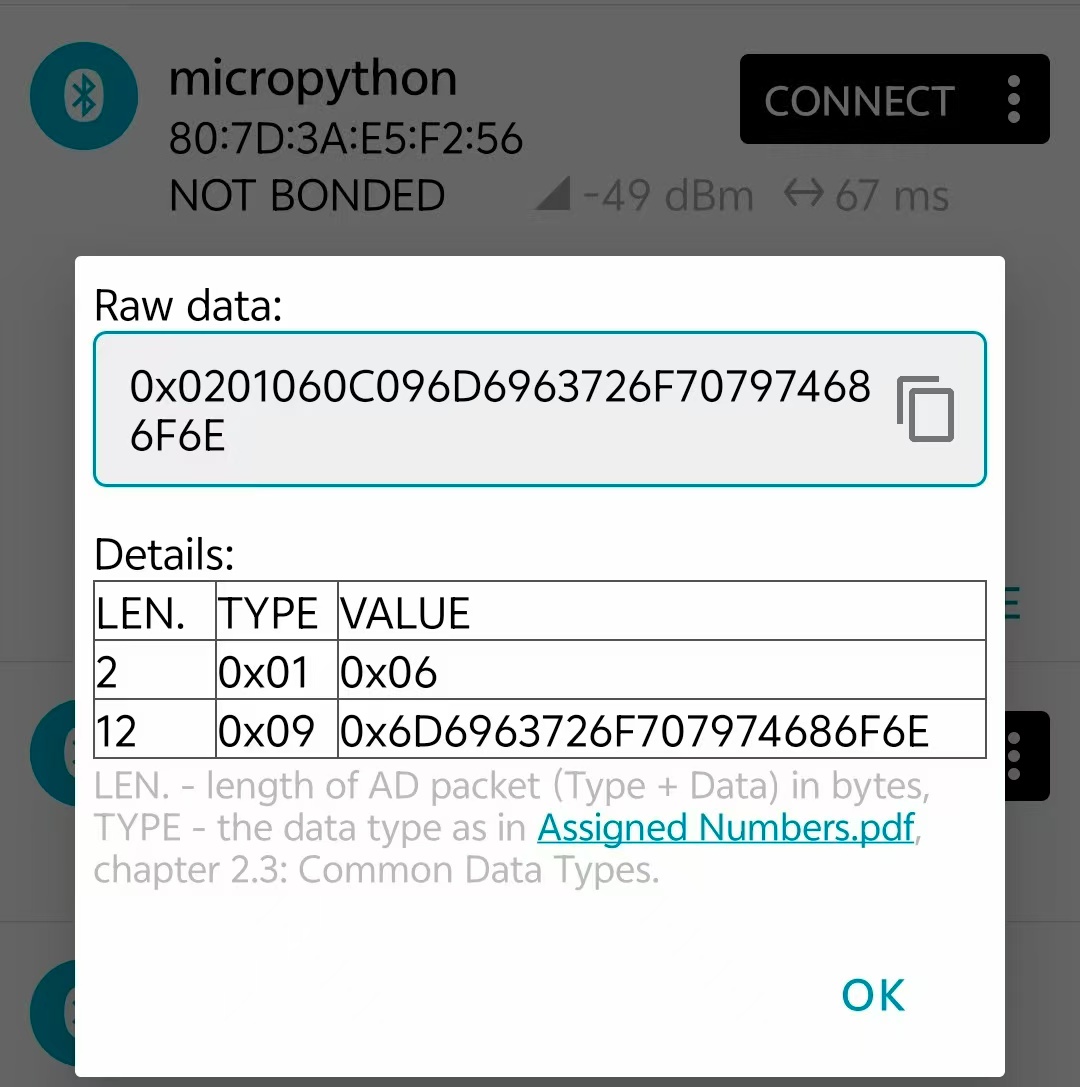 micropython
CONNECT
80:7D:3A:E5:F2:56
NOT BONDED
-49 dBm
67 ms
Raw data:
0x0201060C096D6963726F70797468
6F6E
Details:
LEN. TYPE VALUE
2 0x01 0x06
12 0x09 0x6D6963726F707974686F6E
LEN. - length of AD packet (Type + Data) in bytes,
TYPE - the data type as in Assigned Numbers.pdf,
chapter 2.3: Common Data Types.
OK